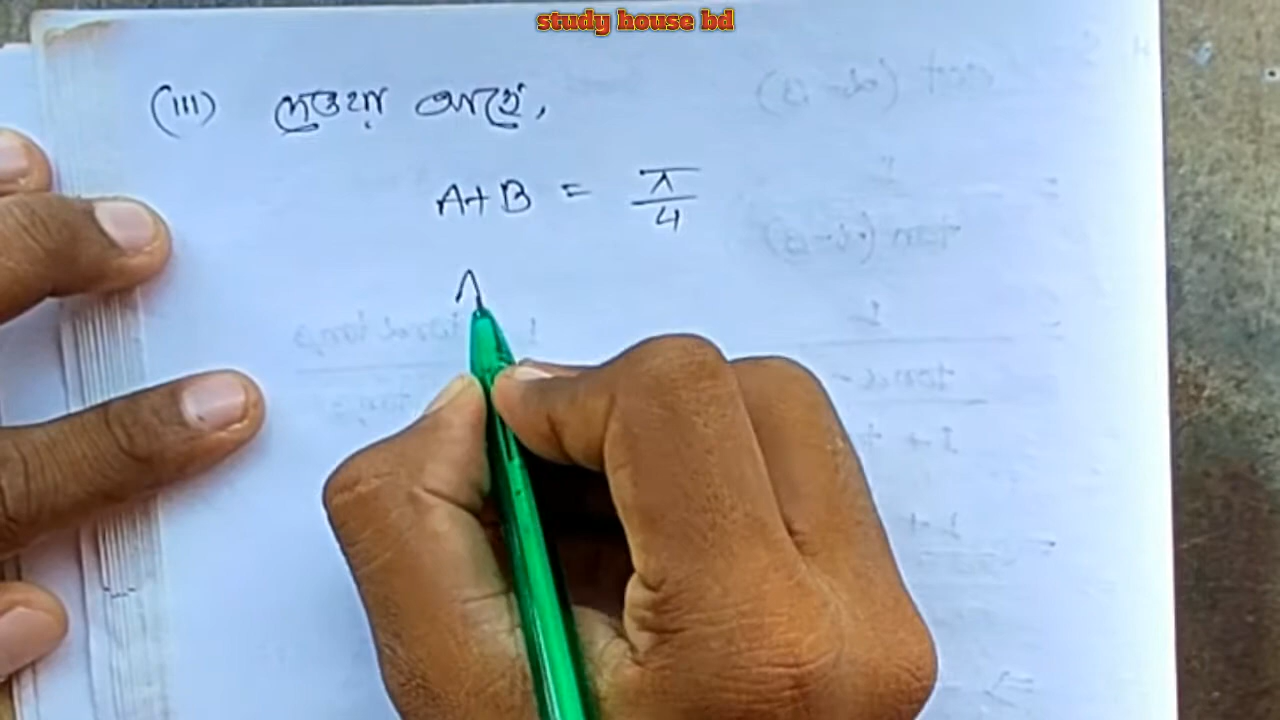 study house bd
(iii) দেওয়া আছে,
A+B = π/4
A